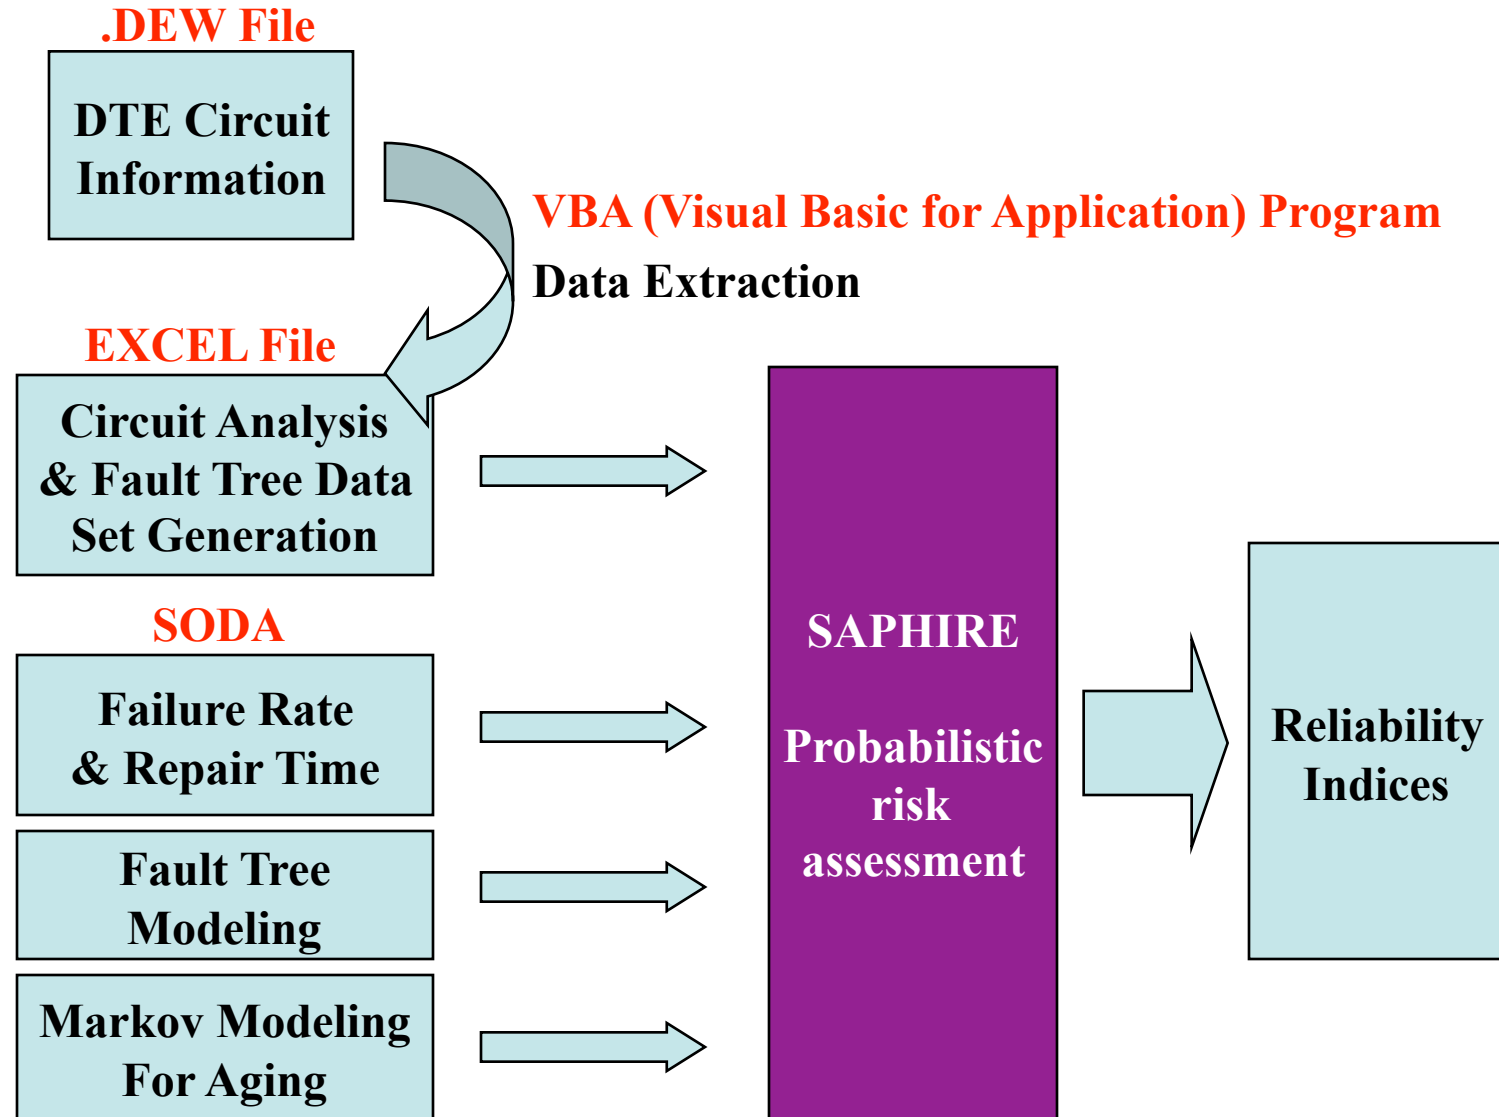 .DEW File
DTE Circuit
Information
VBA (Visual Basic for Application) Program
Data Extraction
EXCEL File
Circuit Analysis
& Fault Tree Data
Set Generation
SODA
Failure Rate
& Repair Time
Fault Tree
Modeling
Markov Modeling
For Aging
SAPHIRE
Probabilistic
risk
assessment
Reliability
Indices